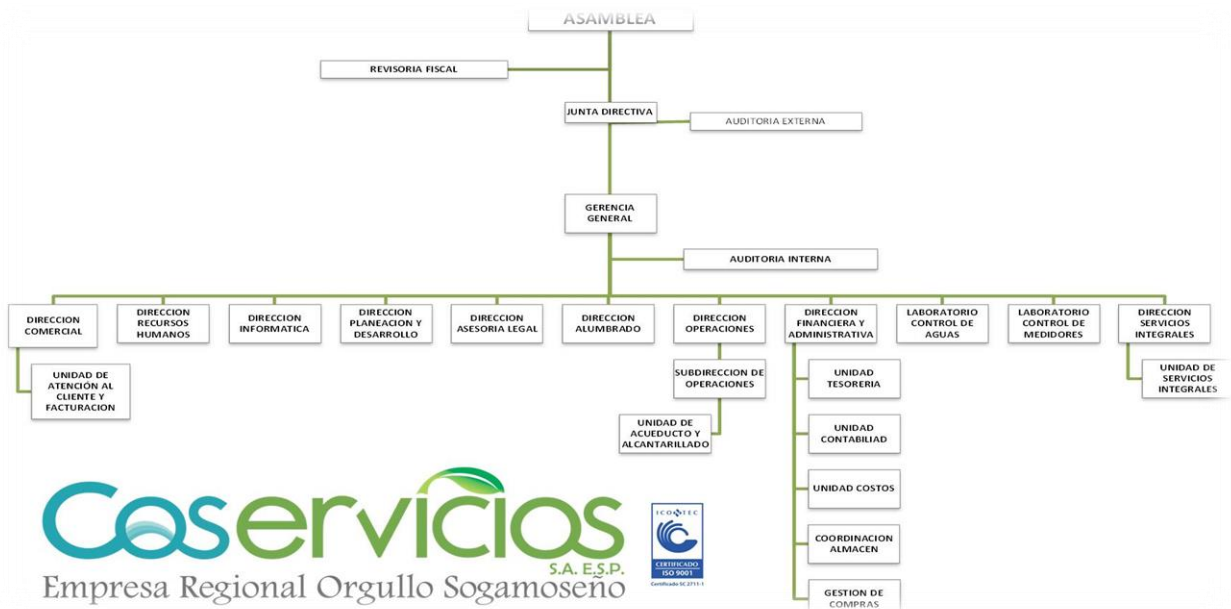 ASAMBLEA
REVISORIA FISCAL
JUNTA DIRECTIVA
AUDITORIA EXTERNA
GERENCIA
GENERAL
AUDITORIA INTERNA
DIRECCION
COMERCIAL
DIRECCION
RECURSOS
HUMANOS
DIRECCION
INFORMATICA
DIRECCION
PLANEACION Y
DESARROLLO
DIRECCION
ASESORIA LEGAL
DIRECCION
ALUMBRADO
DIRECCION
OPERACIONES
DIRECCION
FINANCIERA Y
ADMINISTRATIVA
LABORATORIO
CONTROL DE
AGUAS
LABORATORIO
CONTROL DE
MEDIDORES
DIRECCION
SERVICIOS
INTEGRALES
UNIDAD DE
ATENCIÓN AL
CLIENTE Y
FACTURACION
SUBDIRECCION DE
OPERACIONES
UNIDAD
TESORERIA
UNIDAD DE
SERVICIOS
INTEGRALES
UNIDAD DE
ACUEDUCTO Y
ALCANTARILLADO
UNIDAD
CONTABILIAD
UNIDAD COSTOS
COORDINACION
ALMACEN
GESTION DE
COMPRAS
Coservicios
S.A. E.S.P.
Empresa Regional Orgullo Sogamoseño
ICONTEC
CERTIFICADO
ISO 9001
Certificado SC 2711-1